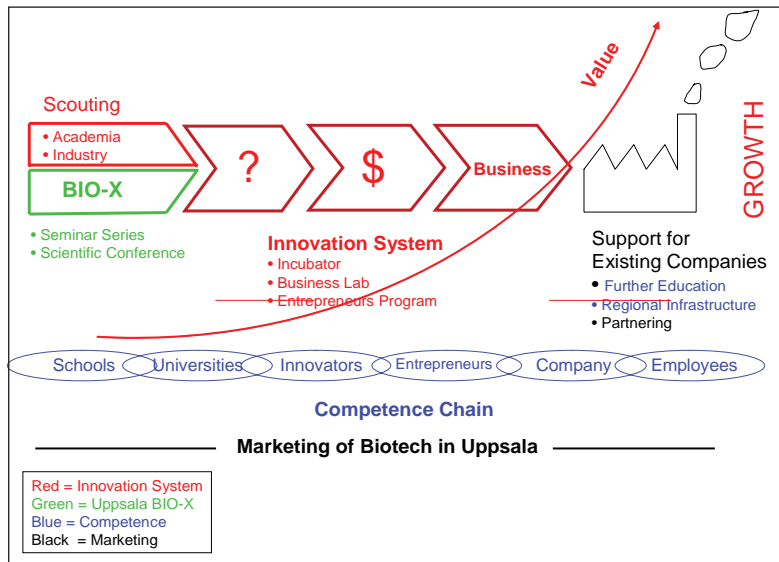 Value
GROWTH
Scouting
• Academia
• Industry
?
$
Business
BIO-X
• Seminar Series
• Scientific Conference
Innovation System
• Incubator
• Business Lab
• Entrepreneurs Program
Support for
Existing Companies
• Further Education
• Regional Infrastructure
• Partnering
Schools
Universities
Innovators
Entrepreneurs
Company
Employees
Competence Chain
Marketing of Biotech in Uppsala
Red = Innovation System
Green = Uppsala BIO-X
Blue = Competence
Black = Marketing